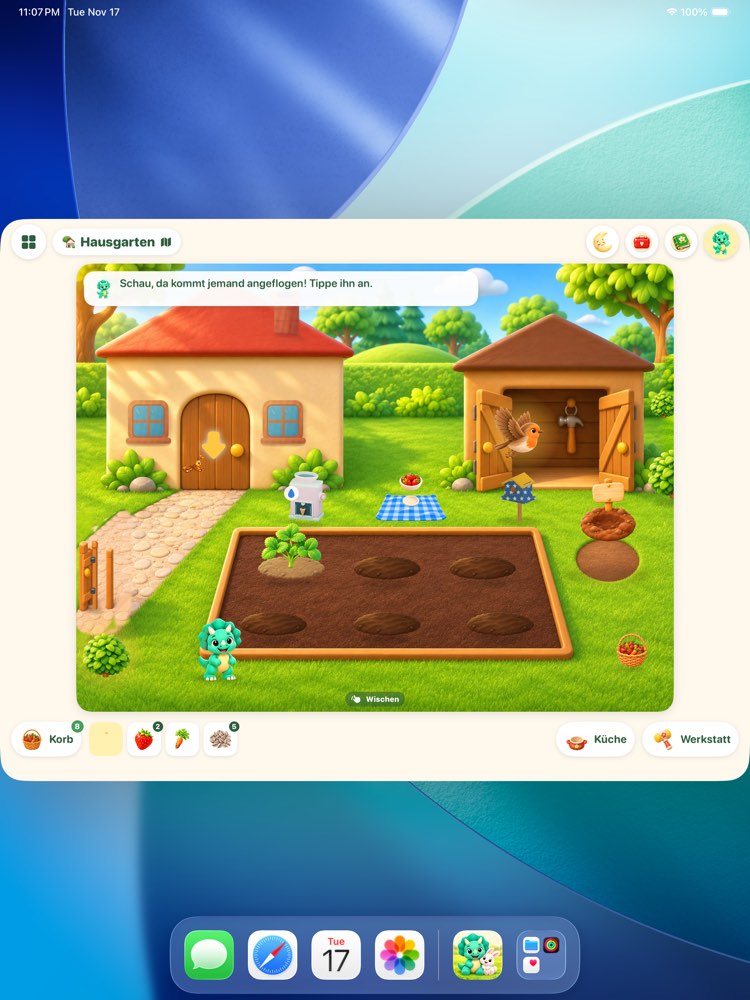 11:07 PM Tue Nov 17
100%
Hausgarten
Schau, da kommt jemand angeflogen! Tippe ihn an.
Wischen
Korb
8
2
5
Küche
Werkstatt
Tue
17